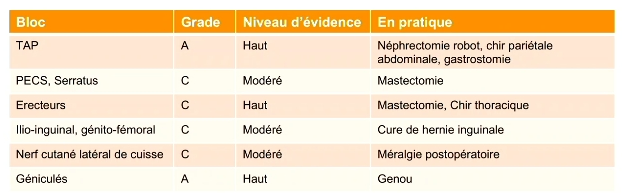 Bloc Grade Niveau d'évidence En pratique
TAP A Haut Néphrectomie robot, chir pariétale
abdominale, gastrostomie
PECS, Serratus C Modéré Mastectomie
Erecteurs C Haut Mastectomie, Chir thoracique
Ilio-inguinal, génito-fémoral C Modéré Cure de hernie inguinale
Nerf cutané latéral de cuisse C Modéré Méralgie postopératoire
Géniculés A Haut Genou